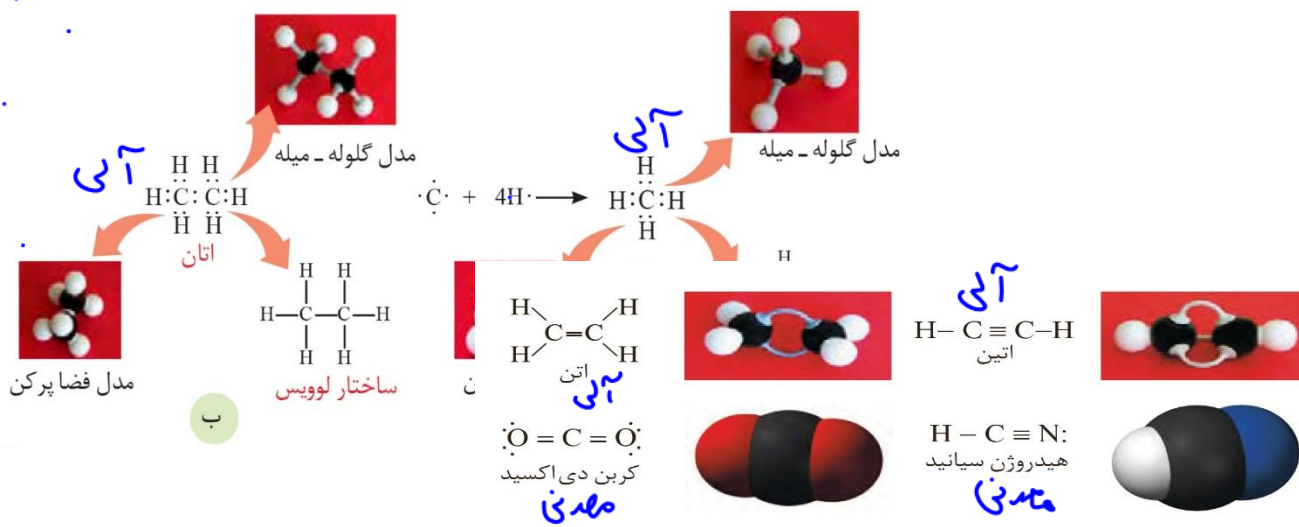 مدل گلوله ـ میله
مدل گلوله ـ میله
آلی
آلی
H H
H:C:C:H
H H
اتان
·C· + 4H· → H:C:H
H
H
H
مدل فضا پرکن
H H
H–C–C–H
H H
ساختار لوویس
ب
H H
C=C
H H
اتن
آلی
آلی
H–C≡C–H
اتین
:Ö=C=Ö:
کربن دی‌اکسید
معدنی
H–C≡N:
هیدروژن سیانید
معدنی